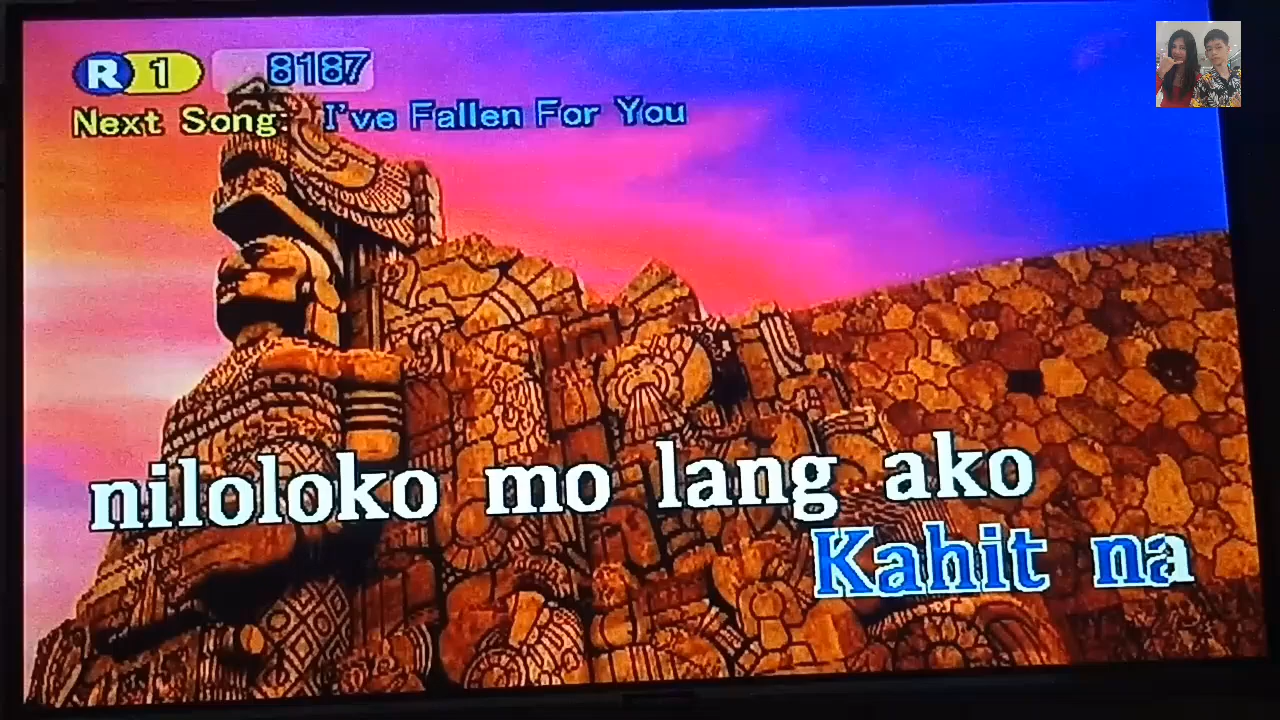 R 1 8187
Next Song: I've Fallen For You
niloloko mo lang ako
Kahit na